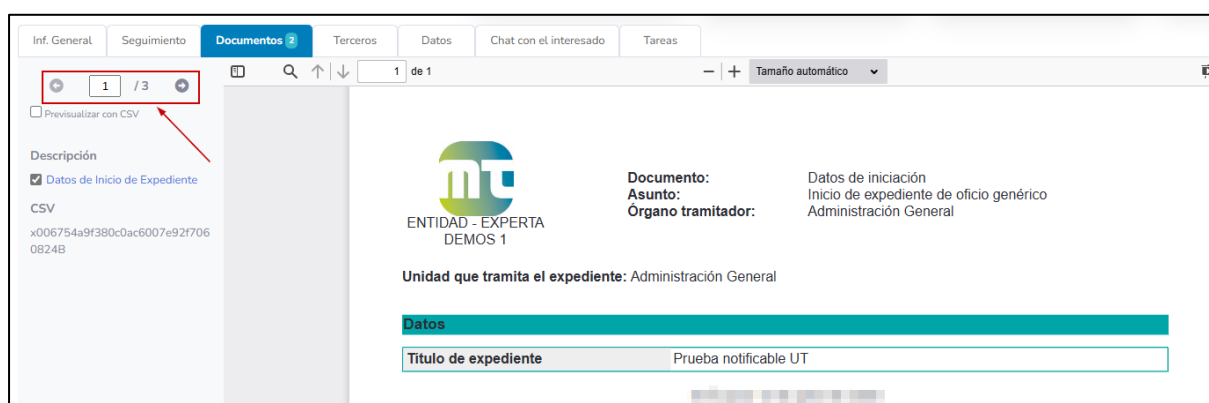 Inf. General Seguimiento Documentos 2 Terceros Datos Chat con el interesado Tareas
1 / 3
1 de 1
Tamaño automático
Previsualizar con CSV
Descripción
Datos de Inicio de Expediente
CSV
x006754a9f380c0ac6007e92f706
0824B
mt
ENTIDAD - EXPERTA
DEMOS 1
Documento: Datos de iniciación
Asunto: Inicio de expediente de oficio genérico
Órgano tramitador: Administración General
Unidad que tramita el expediente: Administración General
Datos
Título de expediente Prueba notificable UT